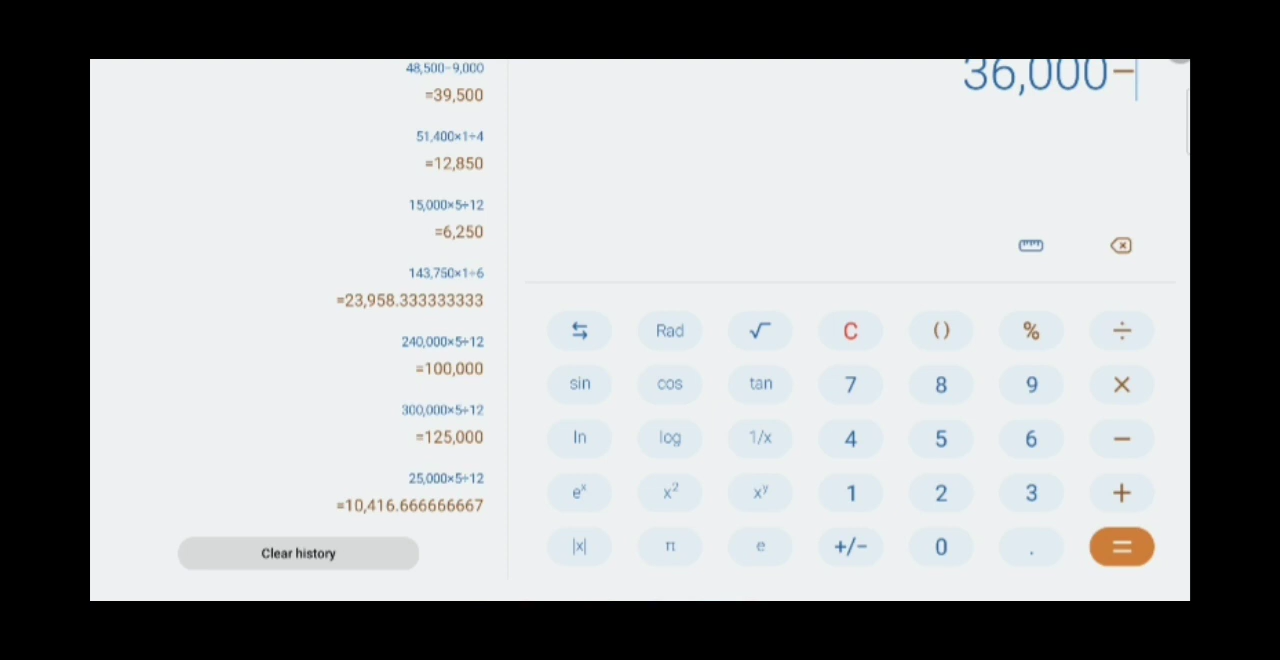 48,500−9,000
=39,500
51,400×1÷4
=12,850
15,000×5÷12
=6,250
143,750×1÷6
=23,958.333333333
240,000×5÷12
=100,000
300,000×5÷12
=125,000
25,000×5÷12
=10,416.666666667
Clear history
36,000−
⇆ Rad √ C () % ÷
sin cos tan 7 8 9 ×
ln log 1/x 4 5 6 −
eˣ x² xʸ 1 2 3 +
|x| π e +/− 0 . =